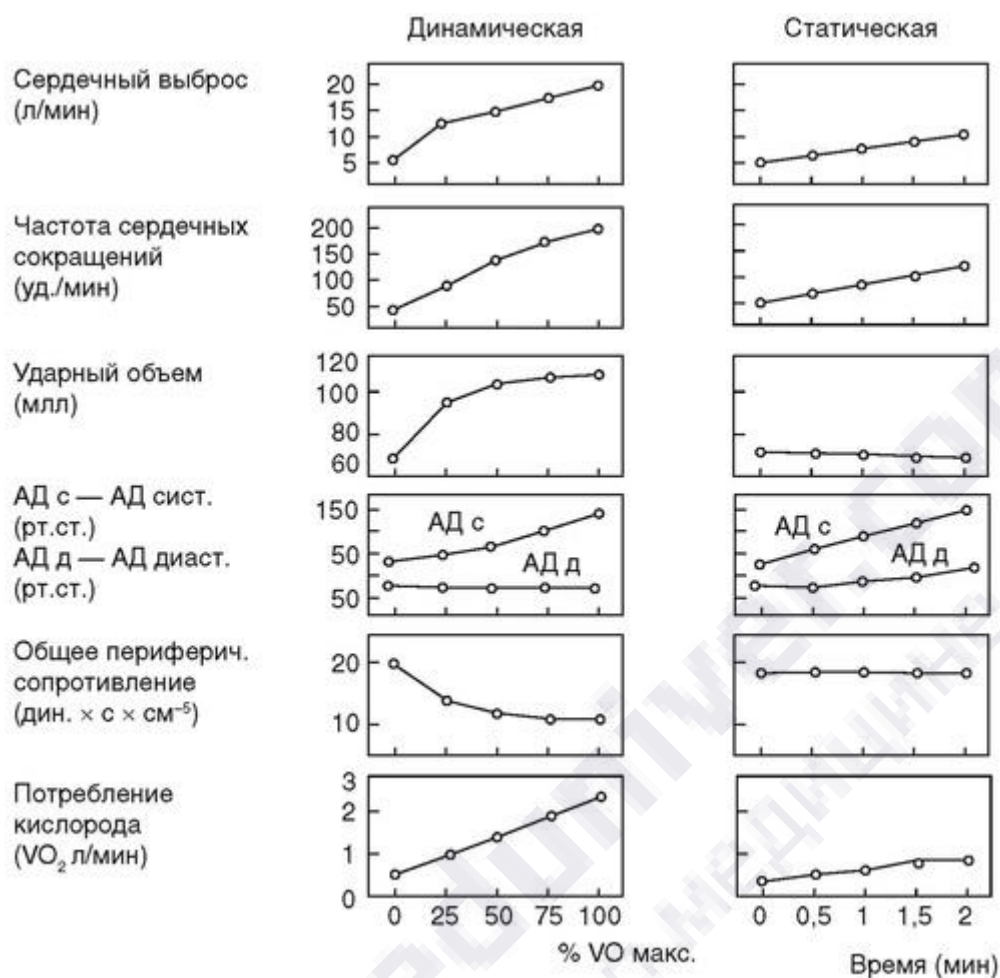 Динамическая
Статическая
Сердечный выброс
(л/мин)
20
15
10
5
Частота сердечных
сокращений
(уд./мин)
200
150
100
50
Ударный объем
(млл)
120
100
80
60
АД с — АД сист.
(рт.ст.)
АД д — АД диаст.
(рт.ст.)
150
50
50
АД с
АД д
АД с
АД д
Общее периферич.
сопротивление
(дин. × с × см⁻⁵)
20
10
Потребление
кислорода
(VO₂ л/мин)
3
2
1
0
0 25 50 75 100
% VO макс.
0 0,5 1 1,5 2
Время (мин)